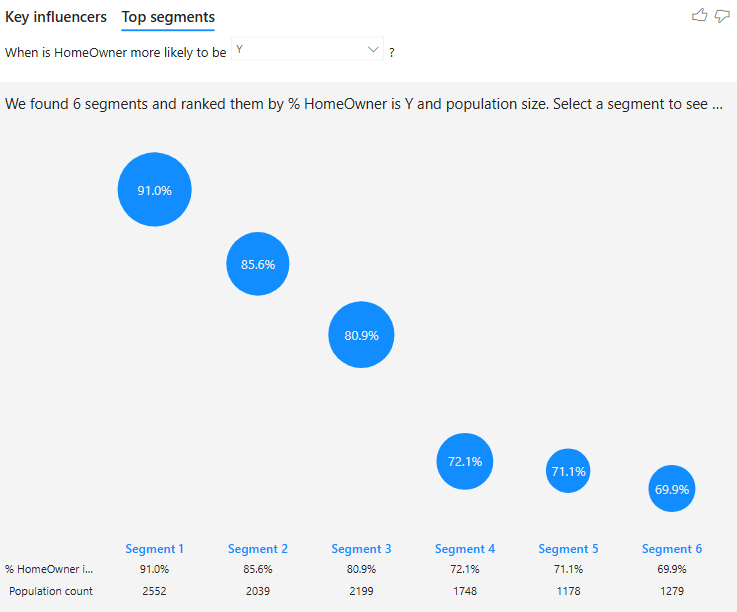 Key influencers Top segments
When is HomeOwner more likely to be Y ?
We found 6 segments and ranked them by % HomeOwner is Y and population size. Select a segment to see ...
91.0%
85.6%
80.9%
72.1%
71.1%
69.9%
Segment 1 Segment 2 Segment 3 Segment 4 Segment 5 Segment 6
% HomeOwner i... 91.0% 85.6% 80.9% 72.1% 71.1% 69.9%
Population count 2552 2039 2199 1748 1178 1279